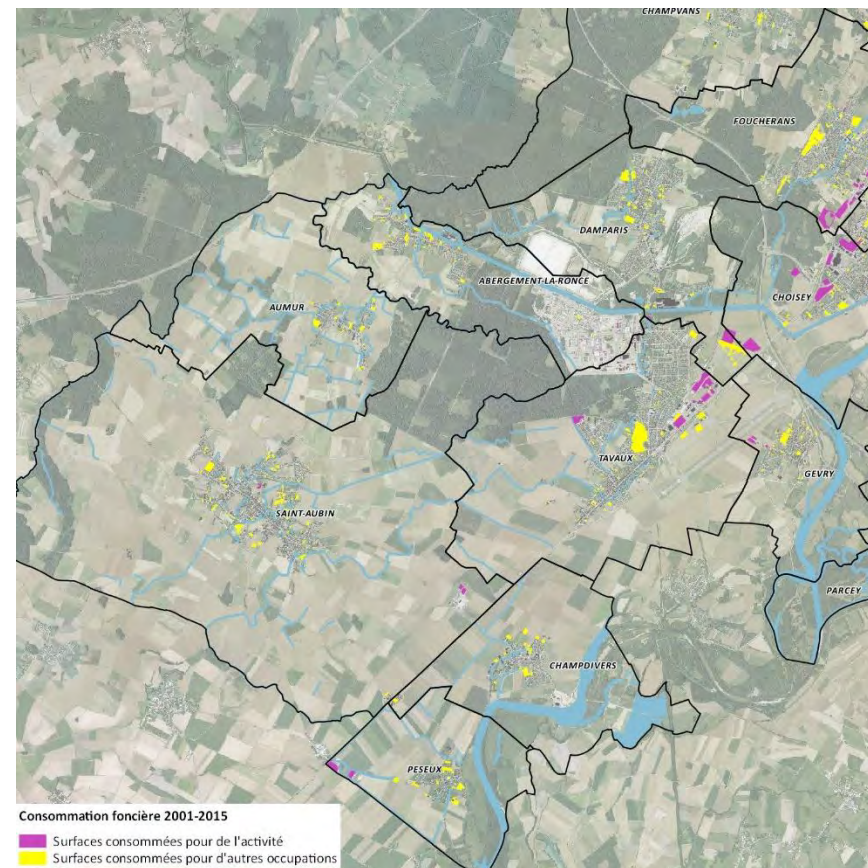 CHAMPVANS
FOUCHERANS
DAMPARIS
ABERGEMENT-LA-RONCE
CHOISEY
AUMUR
TAVAUX
GEVRY
SAINT-AUBIN
PARCEY
CHAMPDIVERS
PESEUX
Consommation foncière 2001-2015
Surfaces consommées pour de l'activité
Surfaces consommées pour d'autres occupations